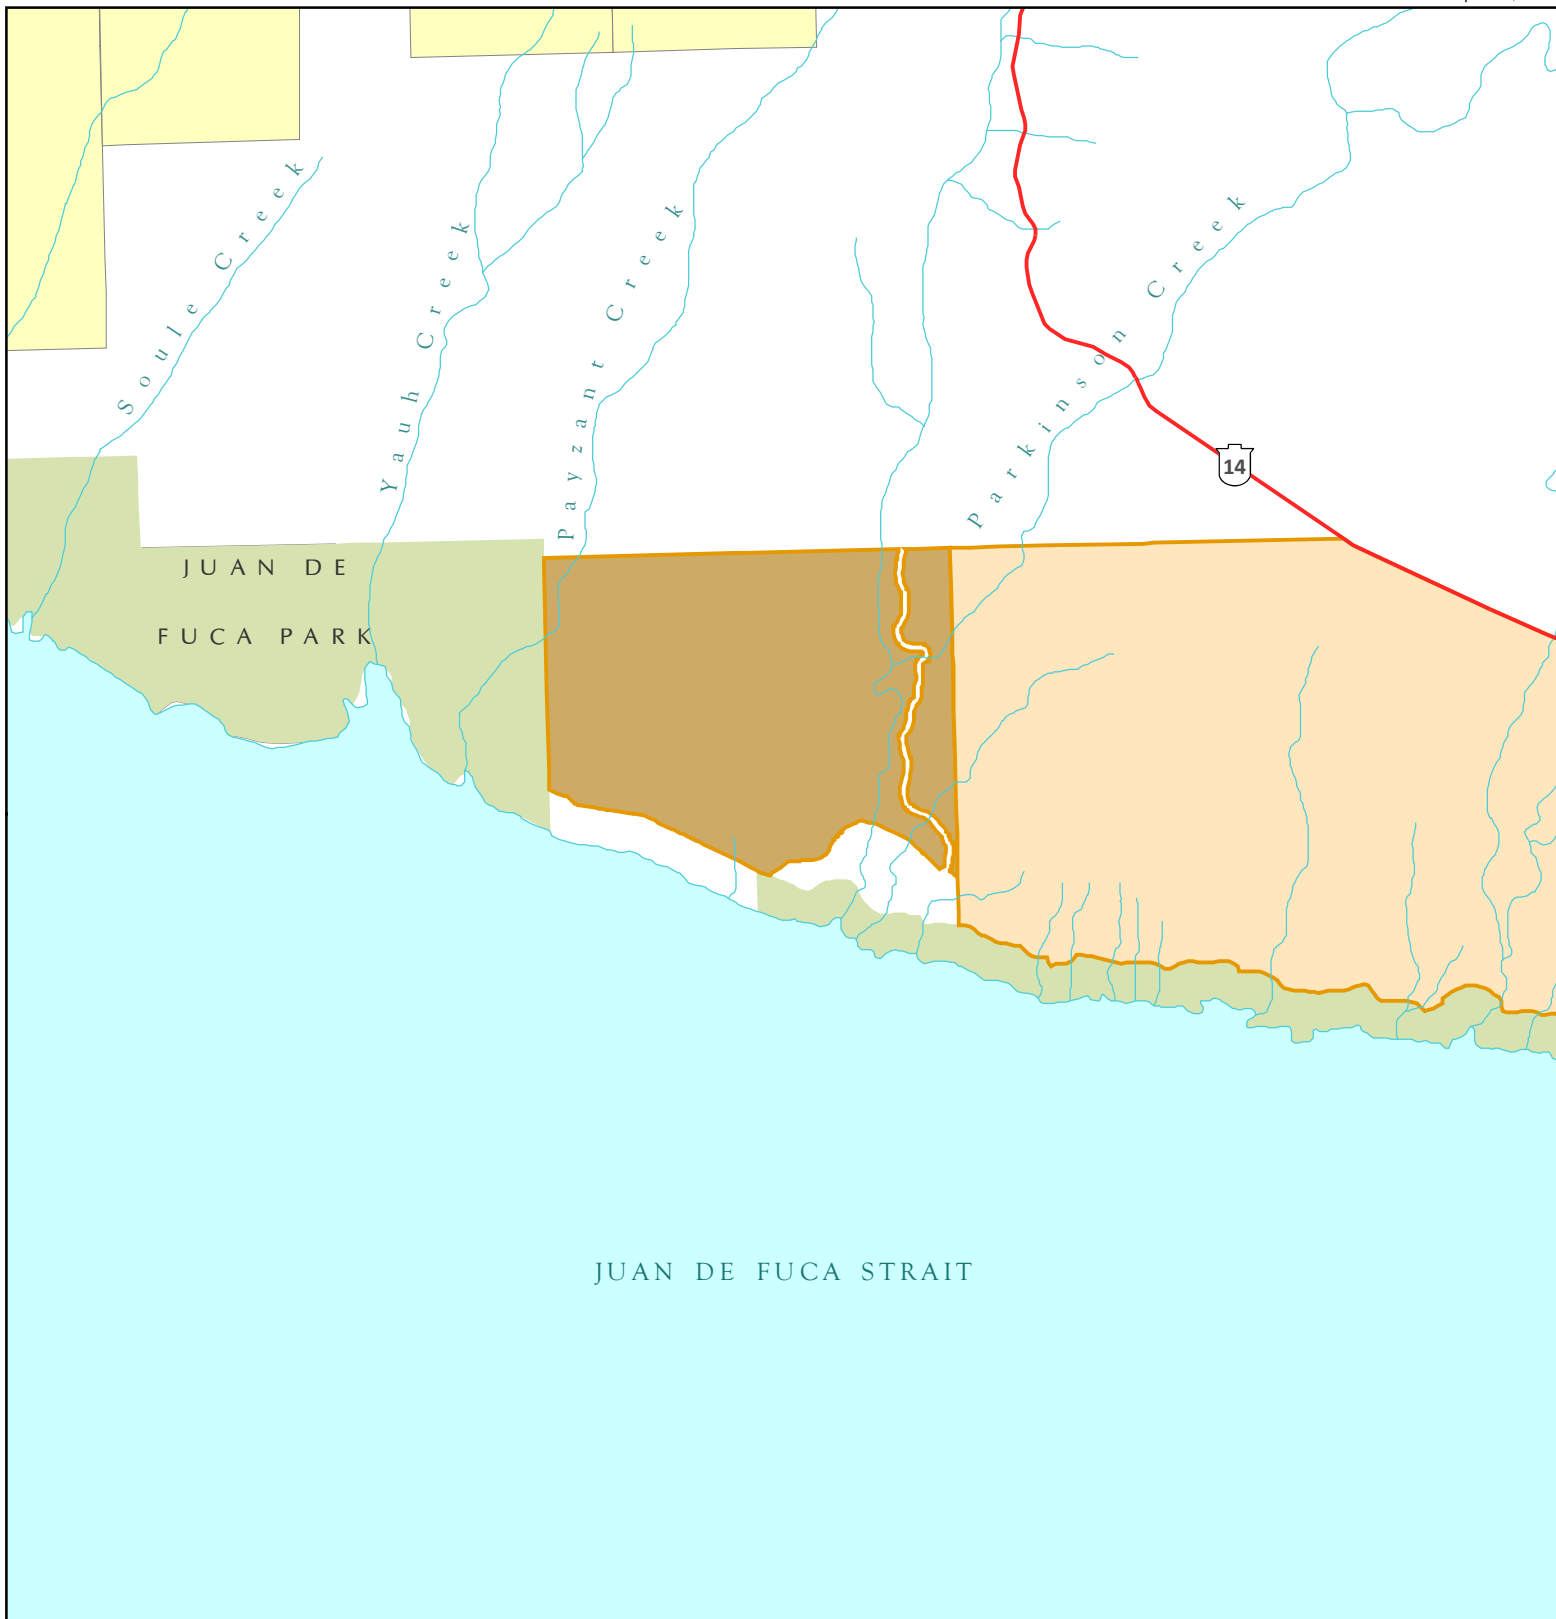 Soule Creek
Yauh Creek
Payzant Creek
Parkinson Creek
14
JUAN DE
FUCA PARK
JUAN DE FUCA STRAIT